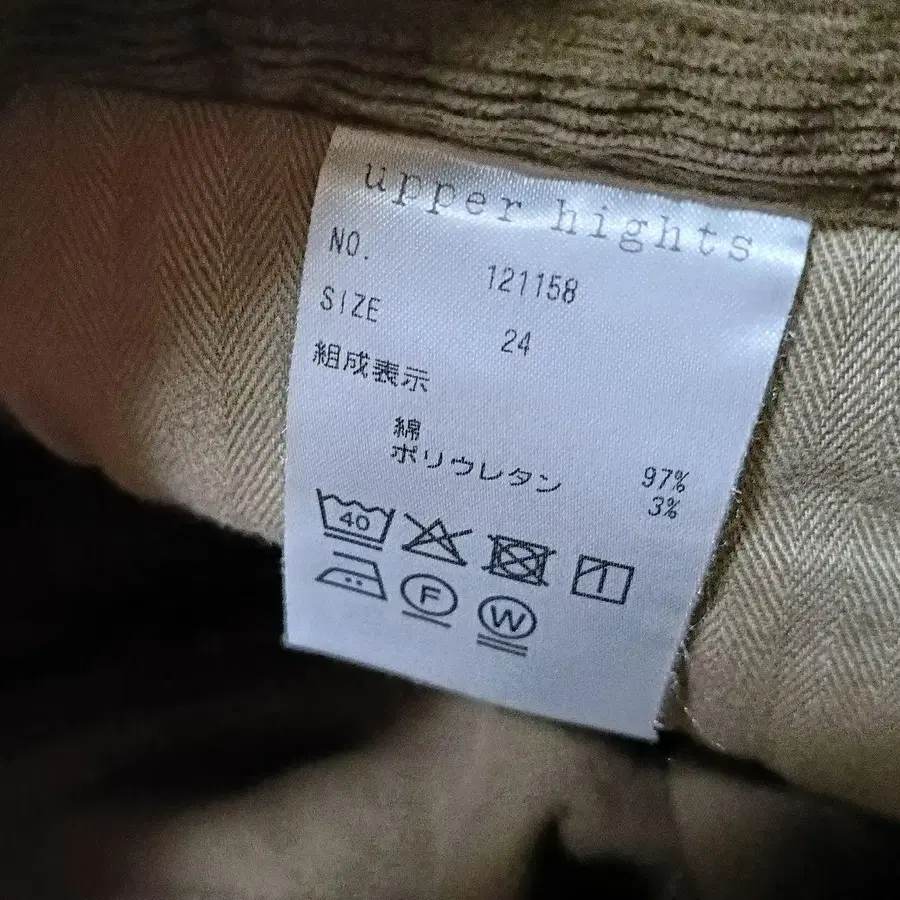 upper hights
NO. 121158
SIZE 24
組成表示
綿 97%
ポリウレタン 3%
40
F
W